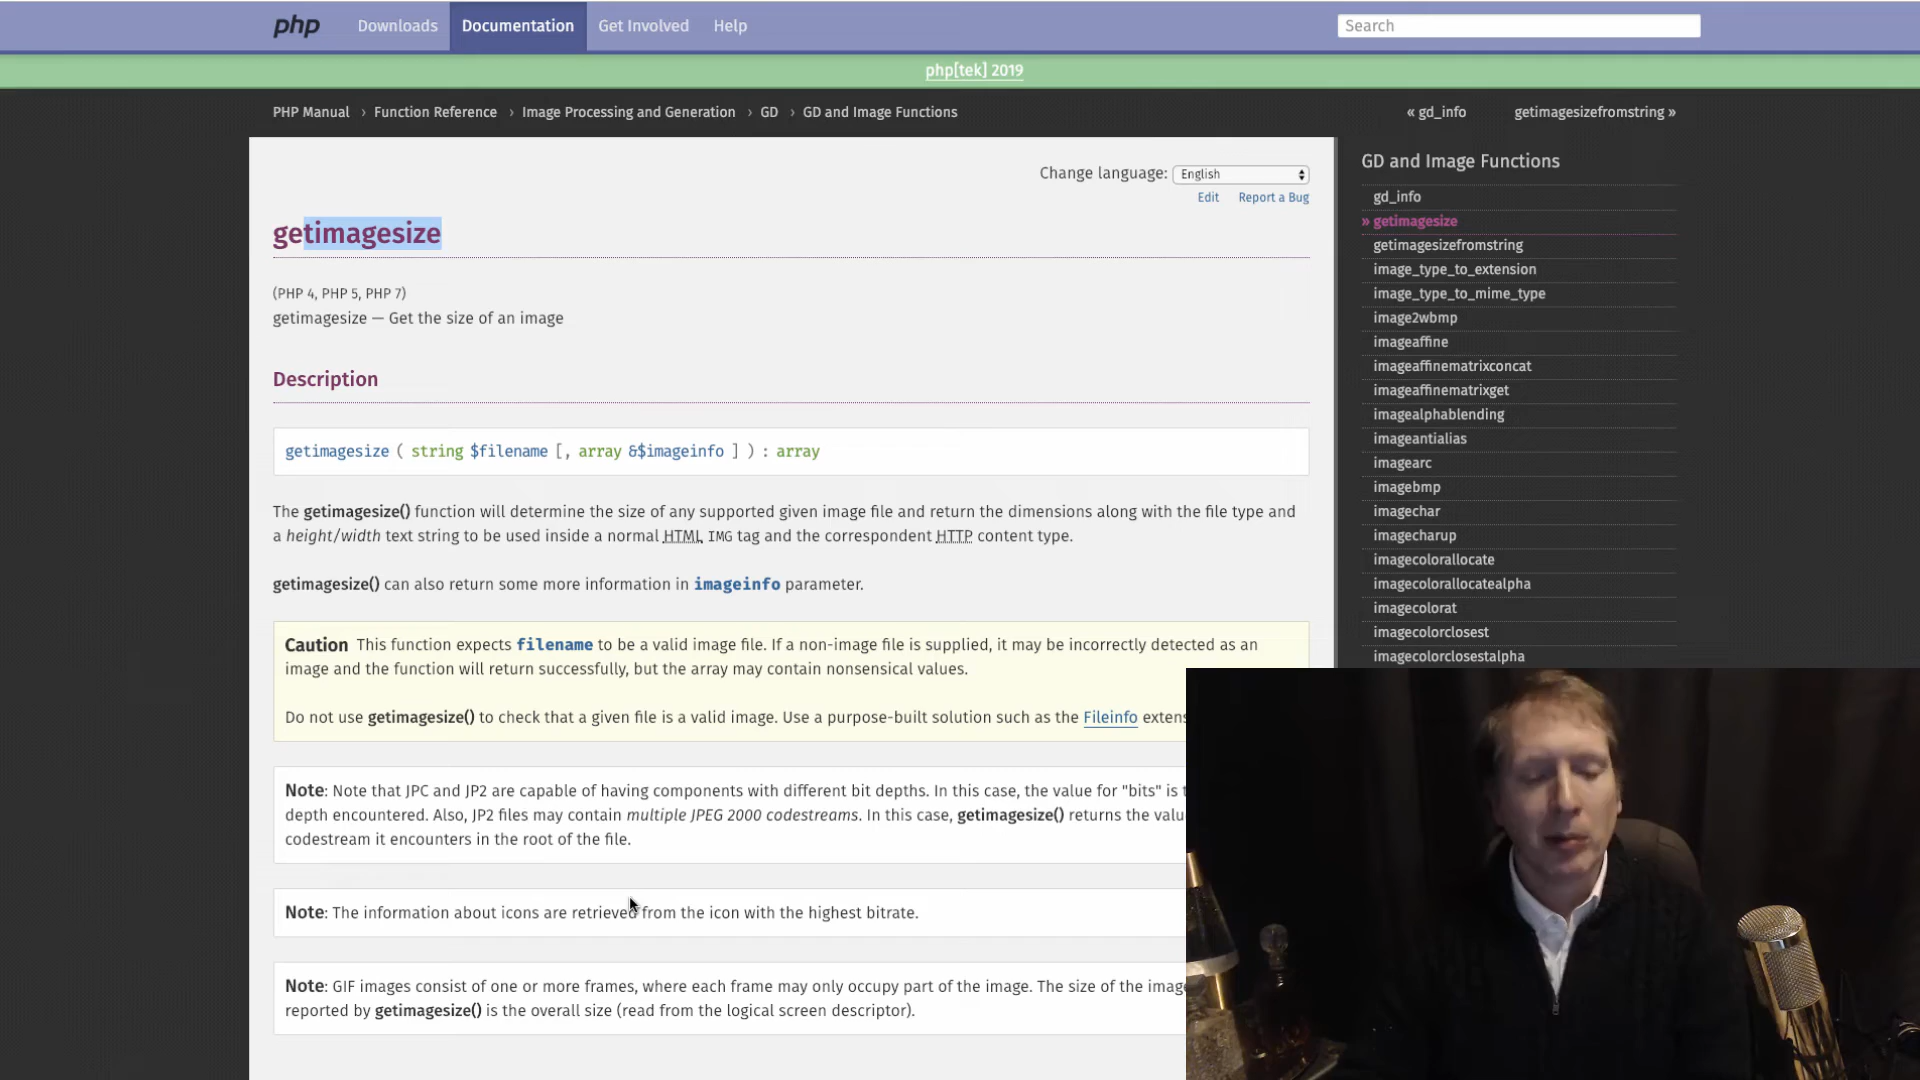 php Downloads Documentation Get Involved Help Search
php[tek] 2019
PHP Manual › Function Reference › Image Processing and Generation › GD › GD and Image Functions
« gd_info getimagesizefromstring »
Change language: English
Edit Report a Bug
getimagesize
(PHP 4, PHP 5, PHP 7)
getimagesize — Get the size of an image
Description
getimagesize ( string $filename [, array &$imageinfo ] ) : array
The getimagesize() function will determine the size of any supported given image file and return the dimensions along with the file type and
a height/width text string to be used inside a normal HTML IMG tag and the correspondent HTTP content type.
getimagesize() can also return some more information in imageinfo parameter.
Caution This function expects filename to be a valid image file. If a non-image file is supplied, it may be incorrectly detected as an
image and the function will return successfully, but the array may contain nonsensical values.
Do not use getimagesize() to check that a given file is a valid image. Use a purpose-built solution such as the Fileinfo
Note: Note that JPC and JP2 are capable of having components with different bit depths. In this case, the value for "bits" is
depth encountered. Also, JP2 files may contain multiple JPEG 2000 codestreams. In this case, getimagesize() returns the
codestream it encounters in the root of the file.
Note: The information about icons are retrieved from the icon with the highest bitrate.
Note: GIF images consist of one or more frames, where each frame may only occupy part of the image. The size of the
reported by getimagesize() is the overall size (read from the logical screen descriptor).
GD and Image Functions
gd_info
» getimagesize
getimagesizefromstring
image_type_to_extension
image_type_to_mime_type
image2wbmp
imageaffine
imageaffinematrixconcat
imageaffinematrixget
imagealphablending
imageantialias
imagearc
imagebmp
imagechar
imagecharup
imagecolorallocate
imagecolorallocatealpha
imagecolorat
imagecolorclosest
imagecolorclosestalpha